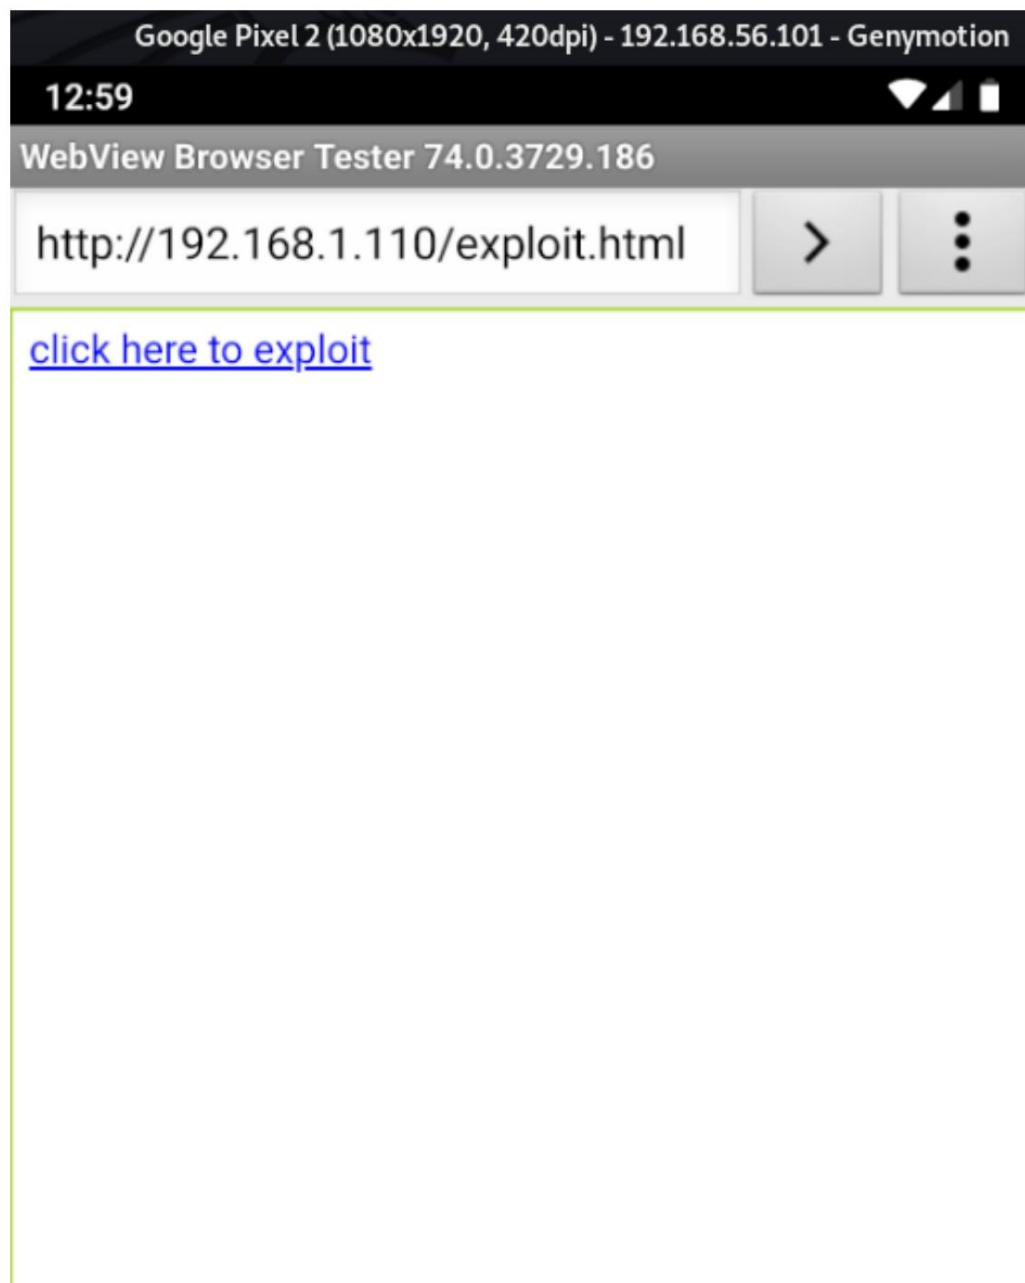 Google Pixel 2 (1080x1920, 420dpi) - 192.168.56.101 - Genymotion
12:59
WebView Browser Tester 74.0.3729.186
http://192.168.1.110/exploit.html
click here to exploit